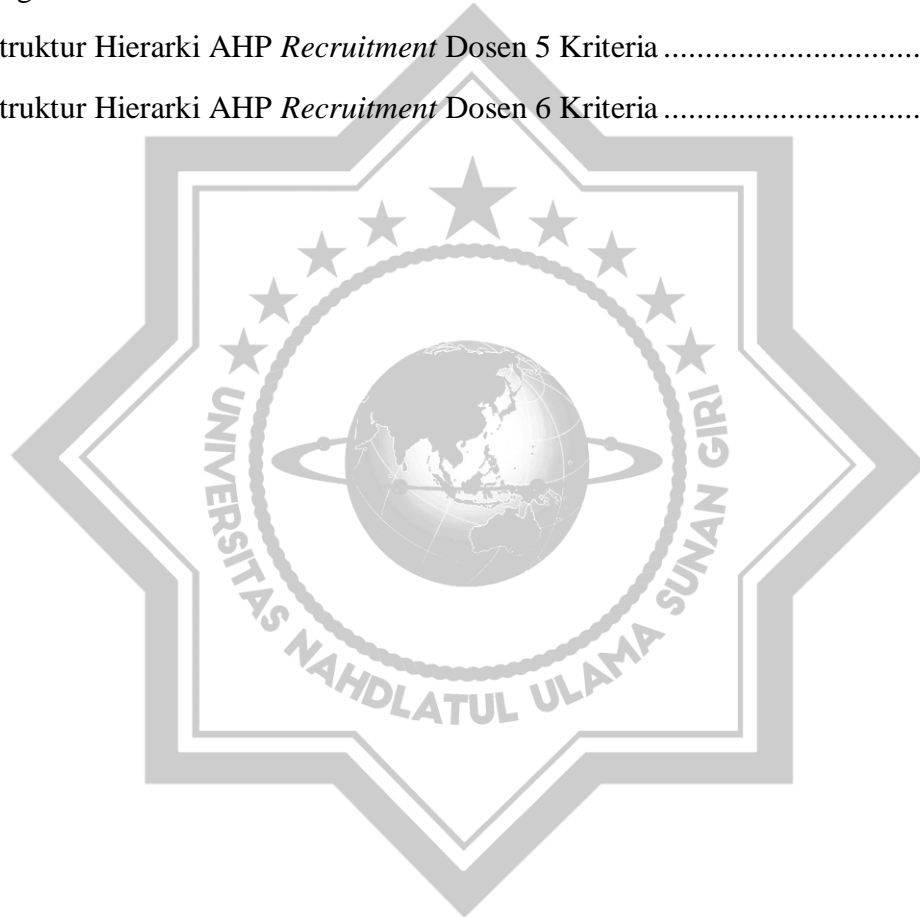 truktur Hierarki AHP Recruitment Dosen 5 Kriteria ................................
truktur Hierarki AHP Recruitment Dosen 6 Kriteria ................................
UNIVERSITAS NAHDLATUL ULAMA SUNAN GIRI